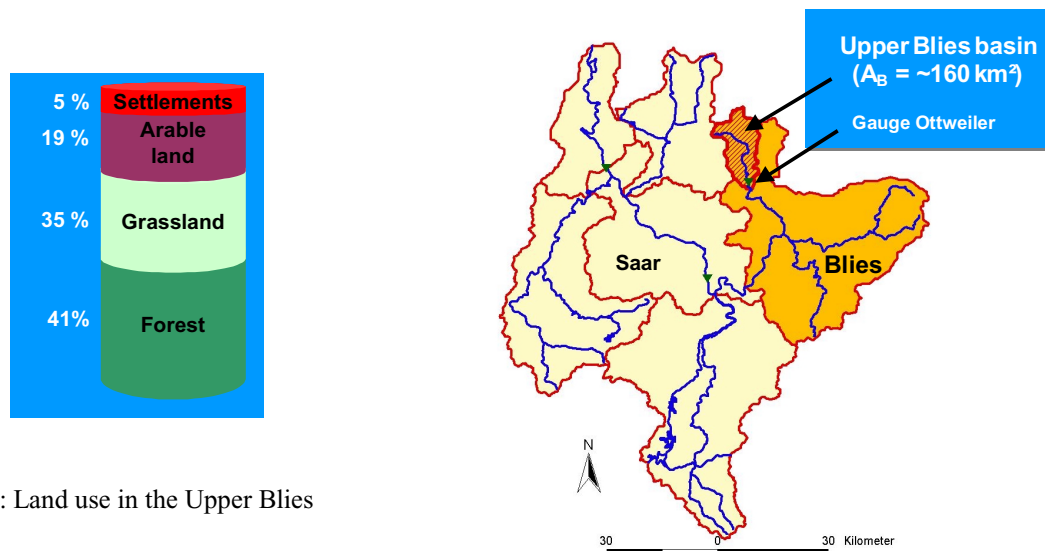 5 %
Settlements
19 %
Arable
land
35 %
Grassland
41%
Forest
: Land use in the Upper Blies
Upper Blies basin
(A_B = ~160 km²)
Gauge Ottweiler
Saar
Blies
N
30 0 30 Kilometer